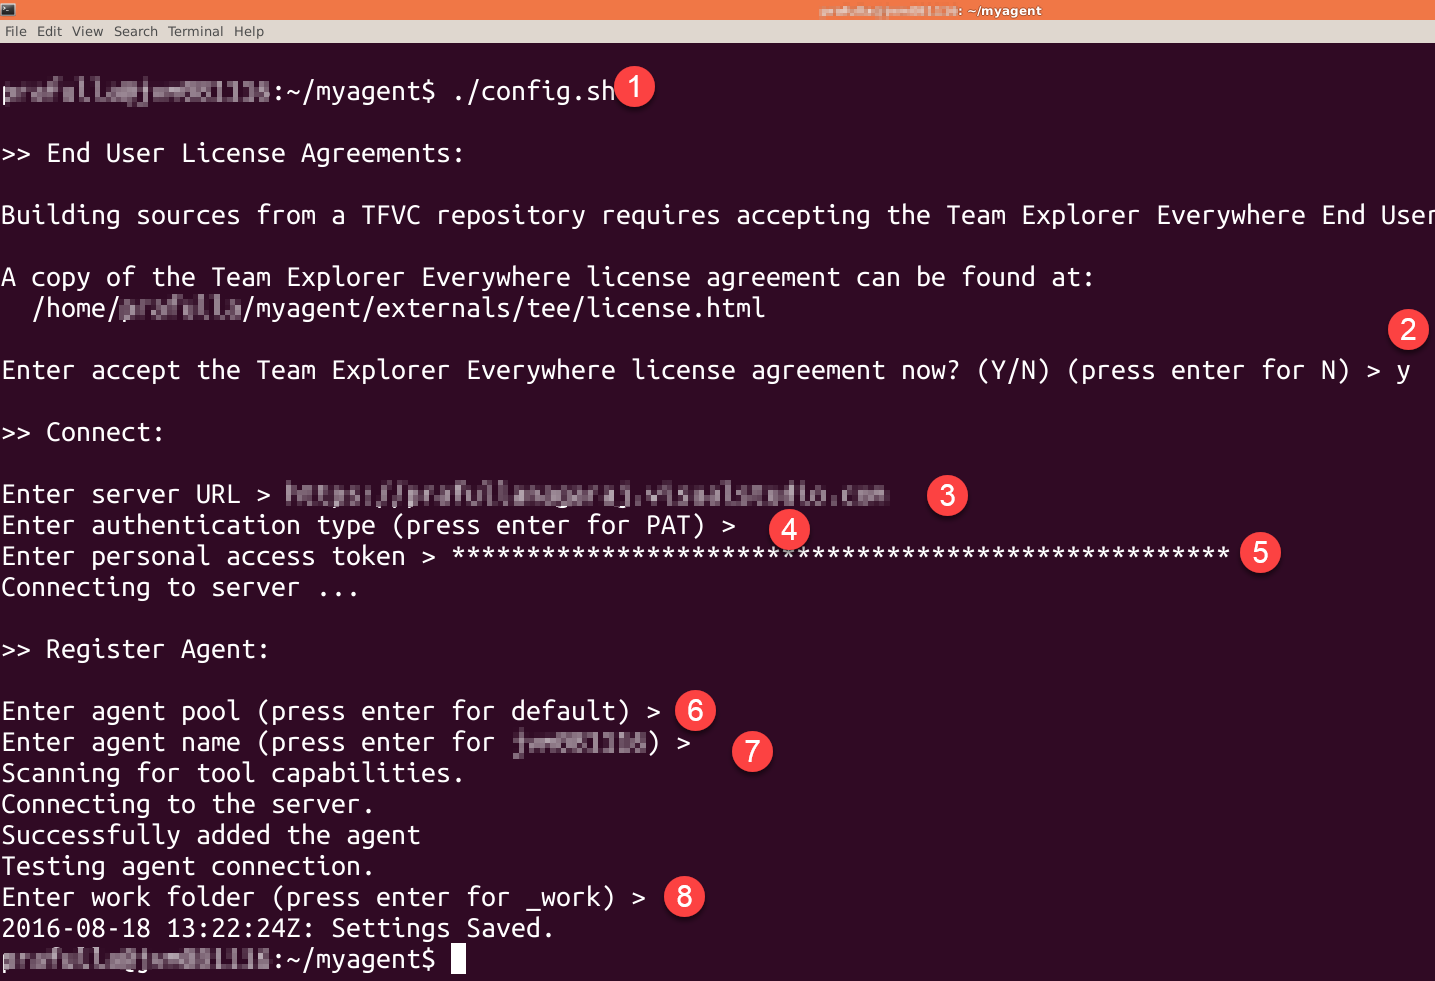 : ~/myagent
File Edit View Search Terminal Help
:~/myagent$ ./config.sh 1
>> End User License Agreements:
Building sources from a TFVC repository requires accepting the Team Explorer Everywhere End User
A copy of the Team Explorer Everywhere license agreement can be found at:
/home/ /myagent/externals/tee/license.html
2
Enter accept the Team Explorer Everywhere license agreement now? (Y/N) (press enter for N) > y
>> Connect:
Enter server URL > 3
Enter authentication type (press enter for PAT) > 4
Enter personal access token > **************************************************** 5
Connecting to server ...
>> Register Agent:
Enter agent pool (press enter for default) > 6
Enter agent name (press enter for ) > 7
Scanning for tool capabilities.
Connecting to the server.
Successfully added the agent
Testing agent connection.
Enter work folder (press enter for _work) > 8
2016-08-18 13:22:24Z: Settings Saved.
:~/myagent$